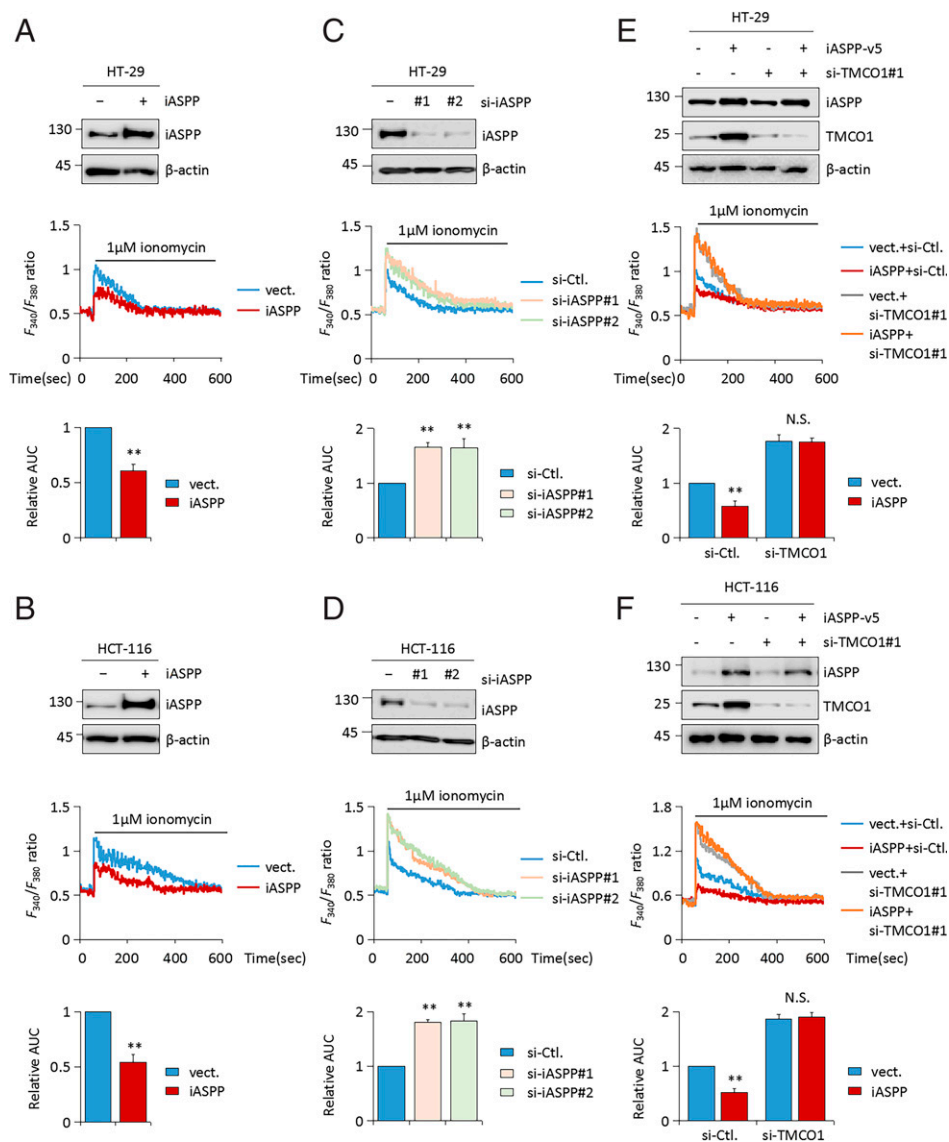 A
HT-29
– + iASPP
130 iASPP
45 β-actin
1μM ionomycin
1.5
1
0.5
0
F340/F380 ratio
vect.
iASPP
Time(sec) 0 200 400 600
1
0.5
0
Relative AUC
**
vect.
iASPP
C
HT-29
– #1 #2 si-iASPP
130 iASPP
45 β-actin
1μM ionomycin
1.5
1
0.5
0
F340/F380 ratio
si-Ctl.
si-iASPP#1
si-iASPP#2
Time(sec) 0 200 400 600
2
1
0
Relative AUC
** **
si-Ctl.
si-iASPP#1
si-iASPP#2
E
HT-29
- + - + iASPP-v5
- - + + si-TMCO1#1
130 iASPP
25 TMCO1
45 β-actin
1μM ionomycin
1.5
1
0.5
0
F340/F380 ratio
vect.+si-Ctl.
iASPP+si-Ctl.
vect.+
si-TMCO1#1
iASPP+
si-TMCO1#1
Time(sec) 0 200 400 600
2
1
0
Relative AUC
**
N.S.
vect.
iASPP
si-Ctl. si-TMCO1
B
HCT-116
– + iASPP
130 iASPP
45 β-actin
1μM ionomycin
1.5
1
0.5
0
F340/F380 ratio
vect.
iASPP
0 200 400 600 Time(sec)
1
0.5
0
Relative AUC
**
vect.
iASPP
D
HCT-116
– #1 #2 si-iASPP
130 iASPP
45 β-actin
1μM ionomycin
1.5
1
0.5
0
F340/F380 ratio
si-Ctl.
si-iASPP#1
si-iASPP#2
0 200 400 600 Time(sec)
2
1
0
Relative AUC
** **
si-Ctl.
si-iASPP#1
si-iASPP#2
F
HCT-116
- + - + iASPP-v5
- - + + si-TMCO1#1
130 iASPP
25 TMCO1
45 β-actin
1μM ionomycin
1.8
1.2
0.6
0
F340/F380 ratio
vect.+si-Ctl.
iASPP+si-Ctl.
vect.+
si-TMCO1#1
iASPP+
si-TMCO1#1
0 200 400 600 Time(sec)
2
1
0
Relative AUC
**
N.S.
vect.
iASPP
si-Ctl. si-TMCO1